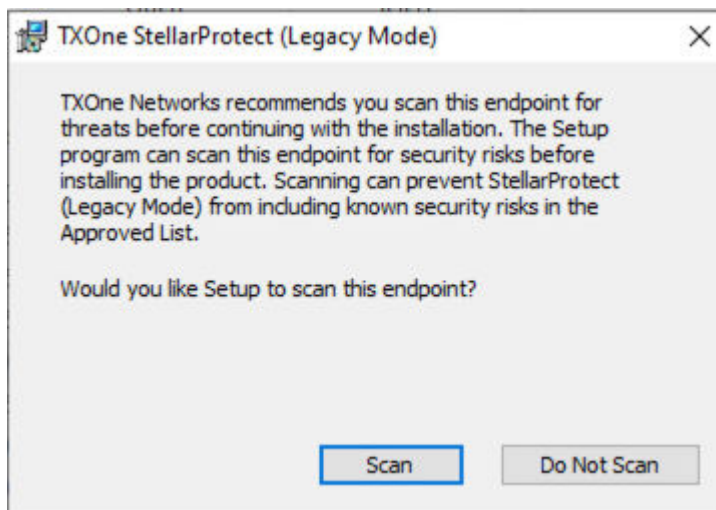 TXOne StellarProtect (Legacy Mode)
TXOne Networks recommends you scan this endpoint for
threats before continuing with the installation. The Setup
program can scan this endpoint for security risks before
installing the product. Scanning can prevent StellarProtect
(Legacy Mode) from including known security risks in the
Approved List.
Would you like Setup to scan this endpoint?
Scan
Do Not Scan